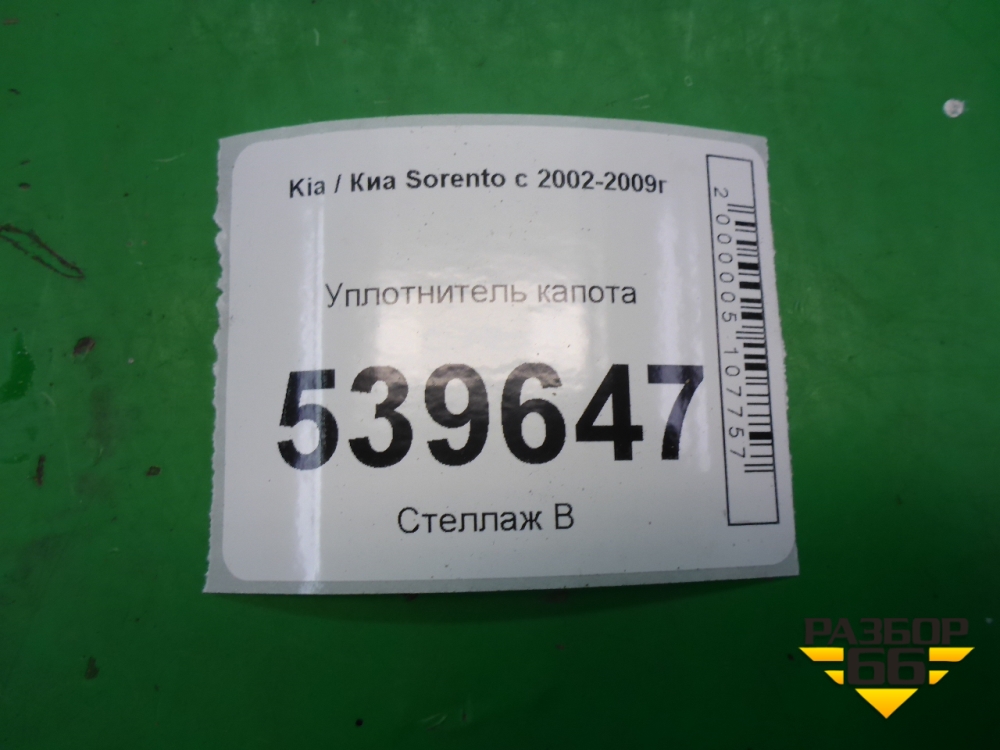 Kia / Киа Sorento с 2002-2009г
Уплотнитель капота
539647
Стеллаж В
2000005107757
РАЗБОР
66